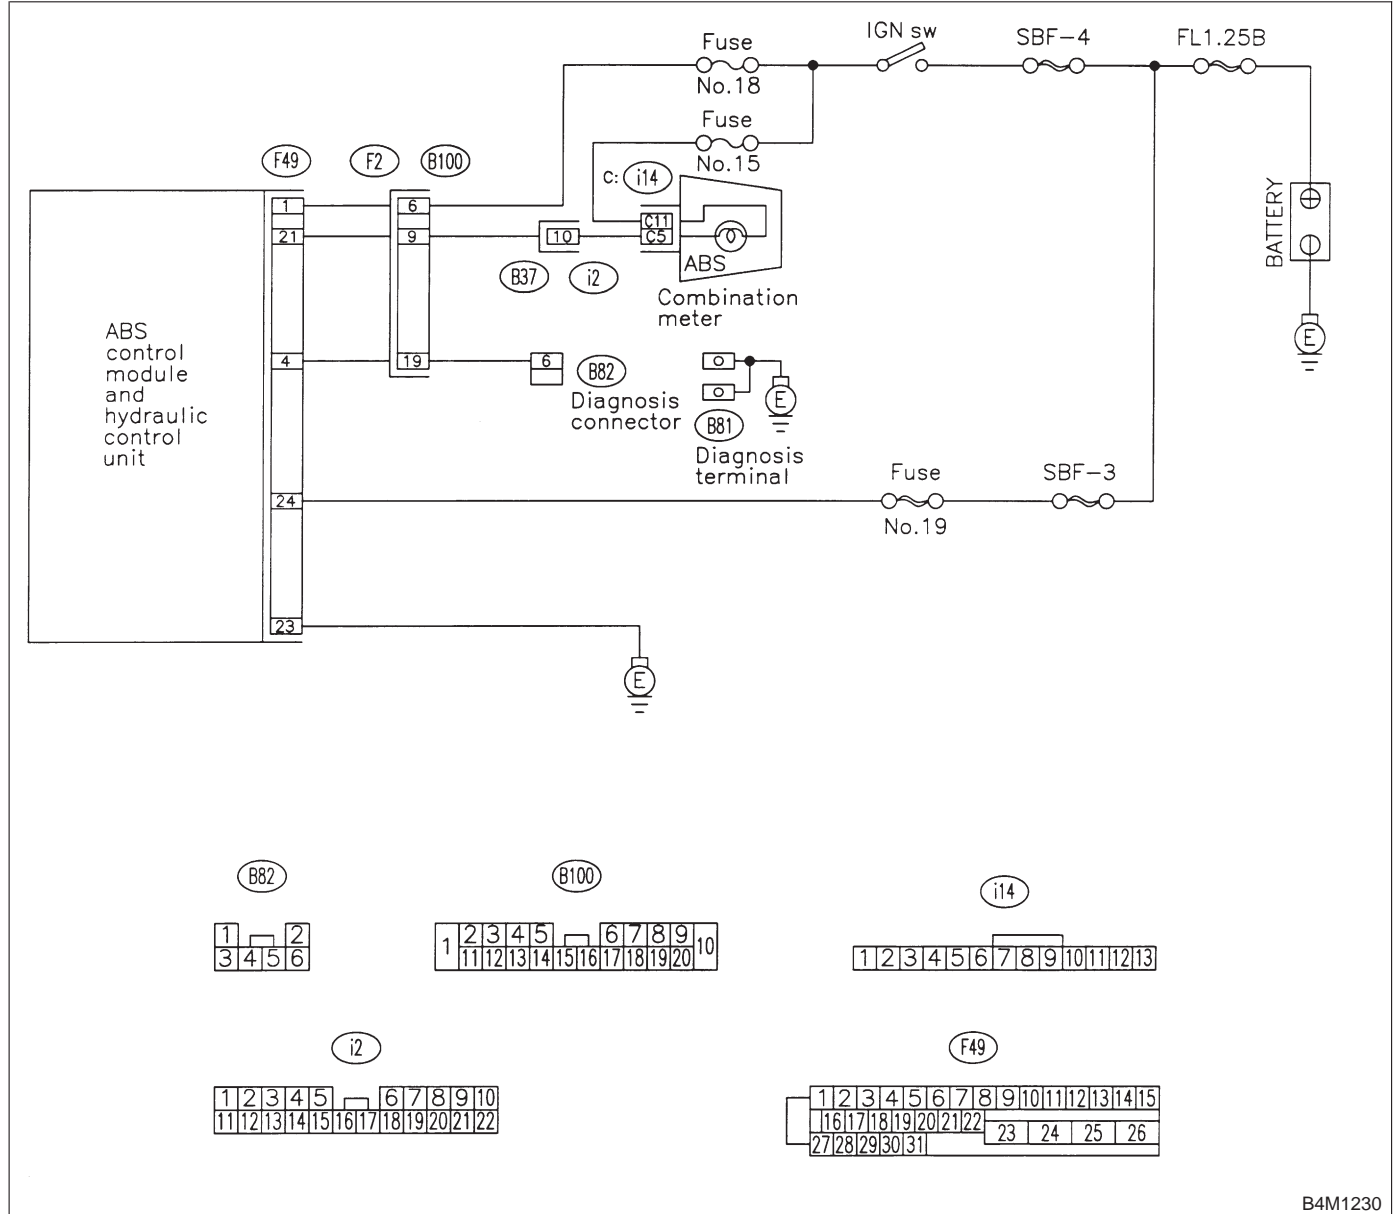 IGN sw
SBF-4
FL1.25B
Fuse
No.18
Fuse
No.15
F49
F2
B100
c: i14
1
6
C11
21
9
10
C5
ABS
B37
i2
Combination
meter
BATTERY
E
ABS
control
module
and
hydraulic
control
unit
4
19
6
B82
Diagnosis
connector
E
B81
Diagnosis
terminal
Fuse
No.19
SBF-3
24
23
E
B82
1 2
3 4 5 6
B100
1 2 3 4 5 6 7 8 9 10
11 12 13 14 15 16 17 18 19 20
i14
1 2 3 4 5 6 7 8 9 10 11 12 13
i2
1 2 3 4 5 6 7 8 9 10
11 12 13 14 15 16 17 18 19 20 21 22
F49
1 2 3 4 5 6 7 8 9 10 11 12 13 14 15
16 17 18 19 20 21 22
23 24 25 26
27 28 29 30 31
B4M1230